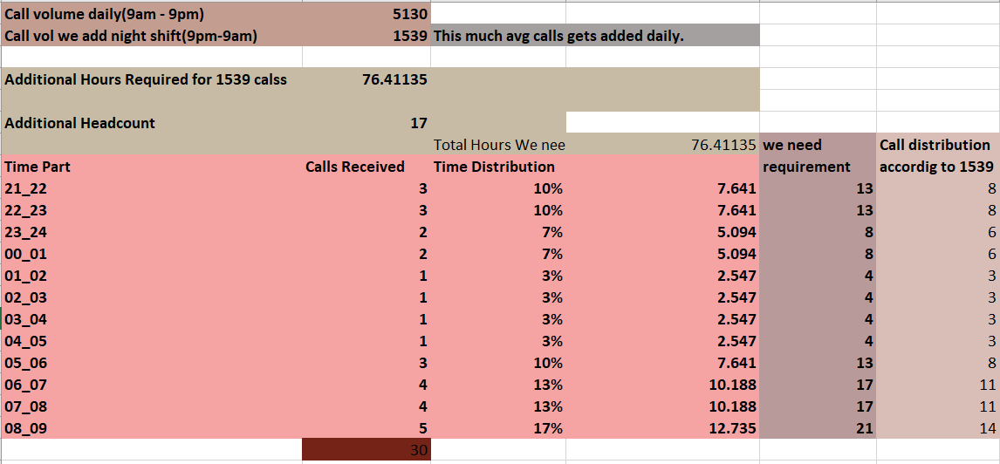 Call volume daily(9am - 9pm) 5130
Call vol we add night shift(9pm-9am) 1539 This much avg calls gets added daily.
Additional Hours Required for 1539 calss 76.41135
Additional Headcount 17
Total Hours We nee 76.41135 we need Call distribution
Time Part Calls Received Time Distribution requirement accordig to 1539
21_22 3 10% 7.641 13 8
22_23 3 10% 7.641 13 8
23_24 2 7% 5.094 8 6
00_01 2 7% 5.094 8 6
01_02 1 3% 2.547 4 3
02_03 1 3% 2.547 4 3
03_04 1 3% 2.547 4 3
04_05 1 3% 2.547 4 3
05_06 3 10% 7.641 13 8
06_07 4 13% 10.188 17 11
07_08 4 13% 10.188 17 11
08_09 5 17% 12.735 21 14
30